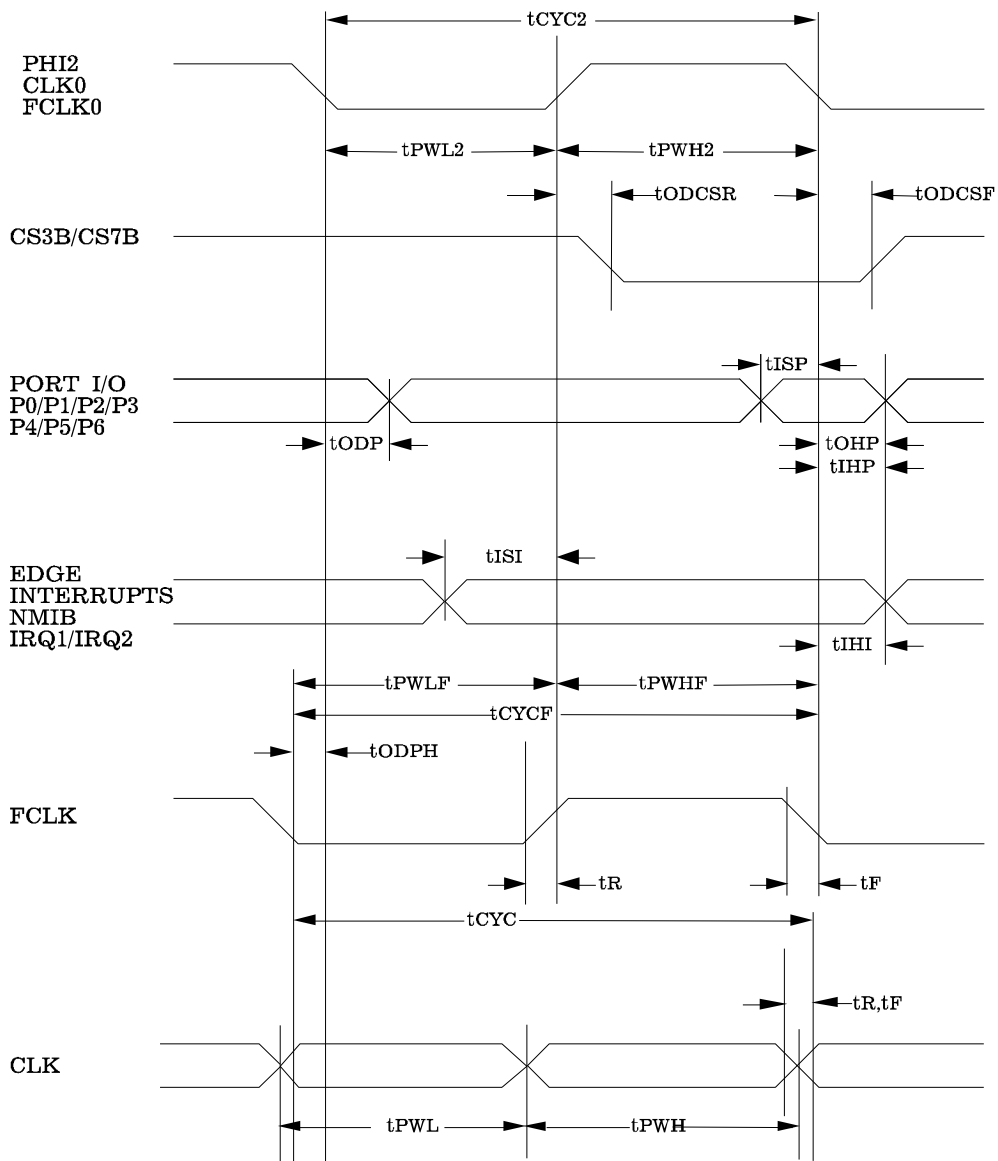 tCYC2
PHI2
CLK0
FCLK0
tPWL2 tPWH2
tODCSR tODCSF
CS3B/CS7B
tISP
PORT I/O
P0/P1/P2/P3
P4/P5/P6
tODP tOHP
tIHP
tISI
EDGE
INTERRUPTS
NMIB
IRQ1/IRQ2
tIHI
tPWLF tPWHF
tCYCF
tODPH
FCLK
tR tF
tCYC
tR,tF
CLK
tPWL tPWH